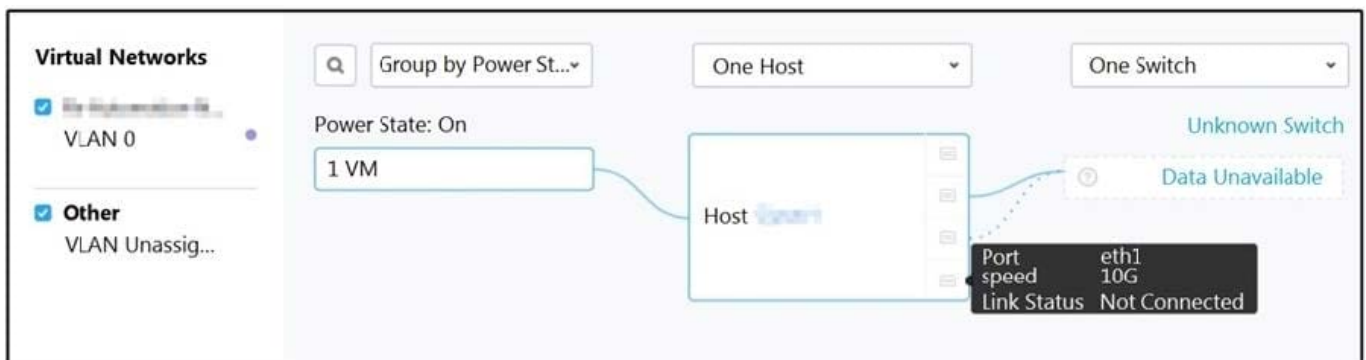 Virtual Networks
VLAN 0
Other
VLAN Unassig...
Group by Power St...
One Host
One Switch
Power State: On
1 VM
Host
Unknown Switch
Data Unavailable
Port eth1
speed 10G
Link Status Not Connected